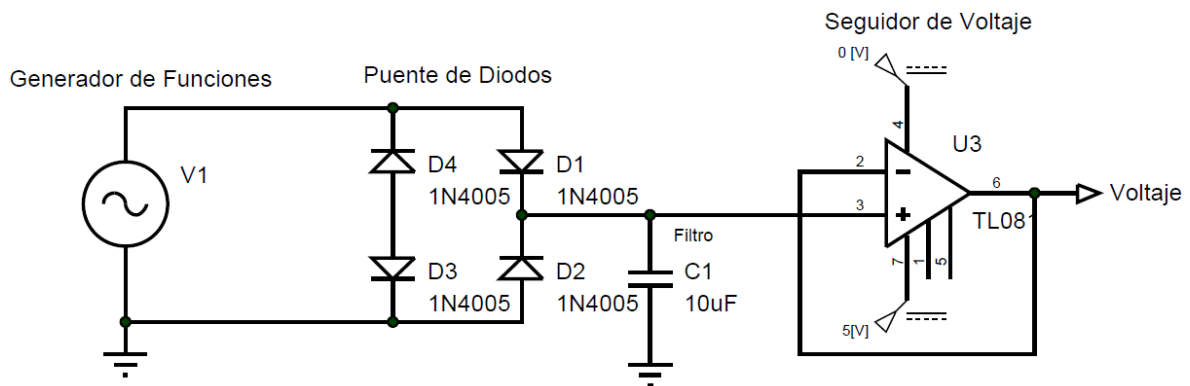 Seguidor de Voltaje
0 [V]
Generador de Funciones
Puente de Diodos
4
U3
V1
D4
D1
2
6
1N4005
1N4005
Voltaje
3
TL081
Filtro
7
1
5
D3
D2
C1
1N4005
1N4005
10uF
5[V]